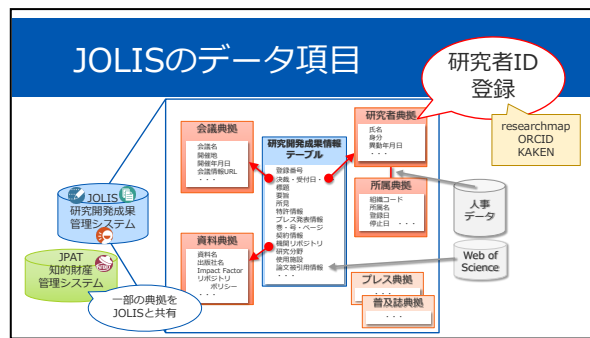 JOLISのデータ項目
研究者ID
登録
researchmap
ORCID
KAKEN
会議典拠
会議名
開催地
開催年月日
会議情報URL
・・・
研究開発成果情報
テーブル
登録番号
決裁・受付日・
標題
要旨
所見
特許情報
プレス発表情報
巻・号・ページ
契約情報
機関リポジトリ
研究分野
使用施設
論文被引用情報
・・・
研究者典拠
氏名
身分
異動年月日
・・・
所属典拠
組織コード
所属名
登録日
停止日 ・・・
資料典拠
資料名
出版社名
Impact Factor
リポジトリ
ポリシー
・・・
JOLIS
研究開発成果
管理システム
JPAT
知的財産
管理システム
一部の典拠を
JOLISと共有
人事
データ
Web of
Science
プレス典拠
・・・
普及誌典拠
・・・